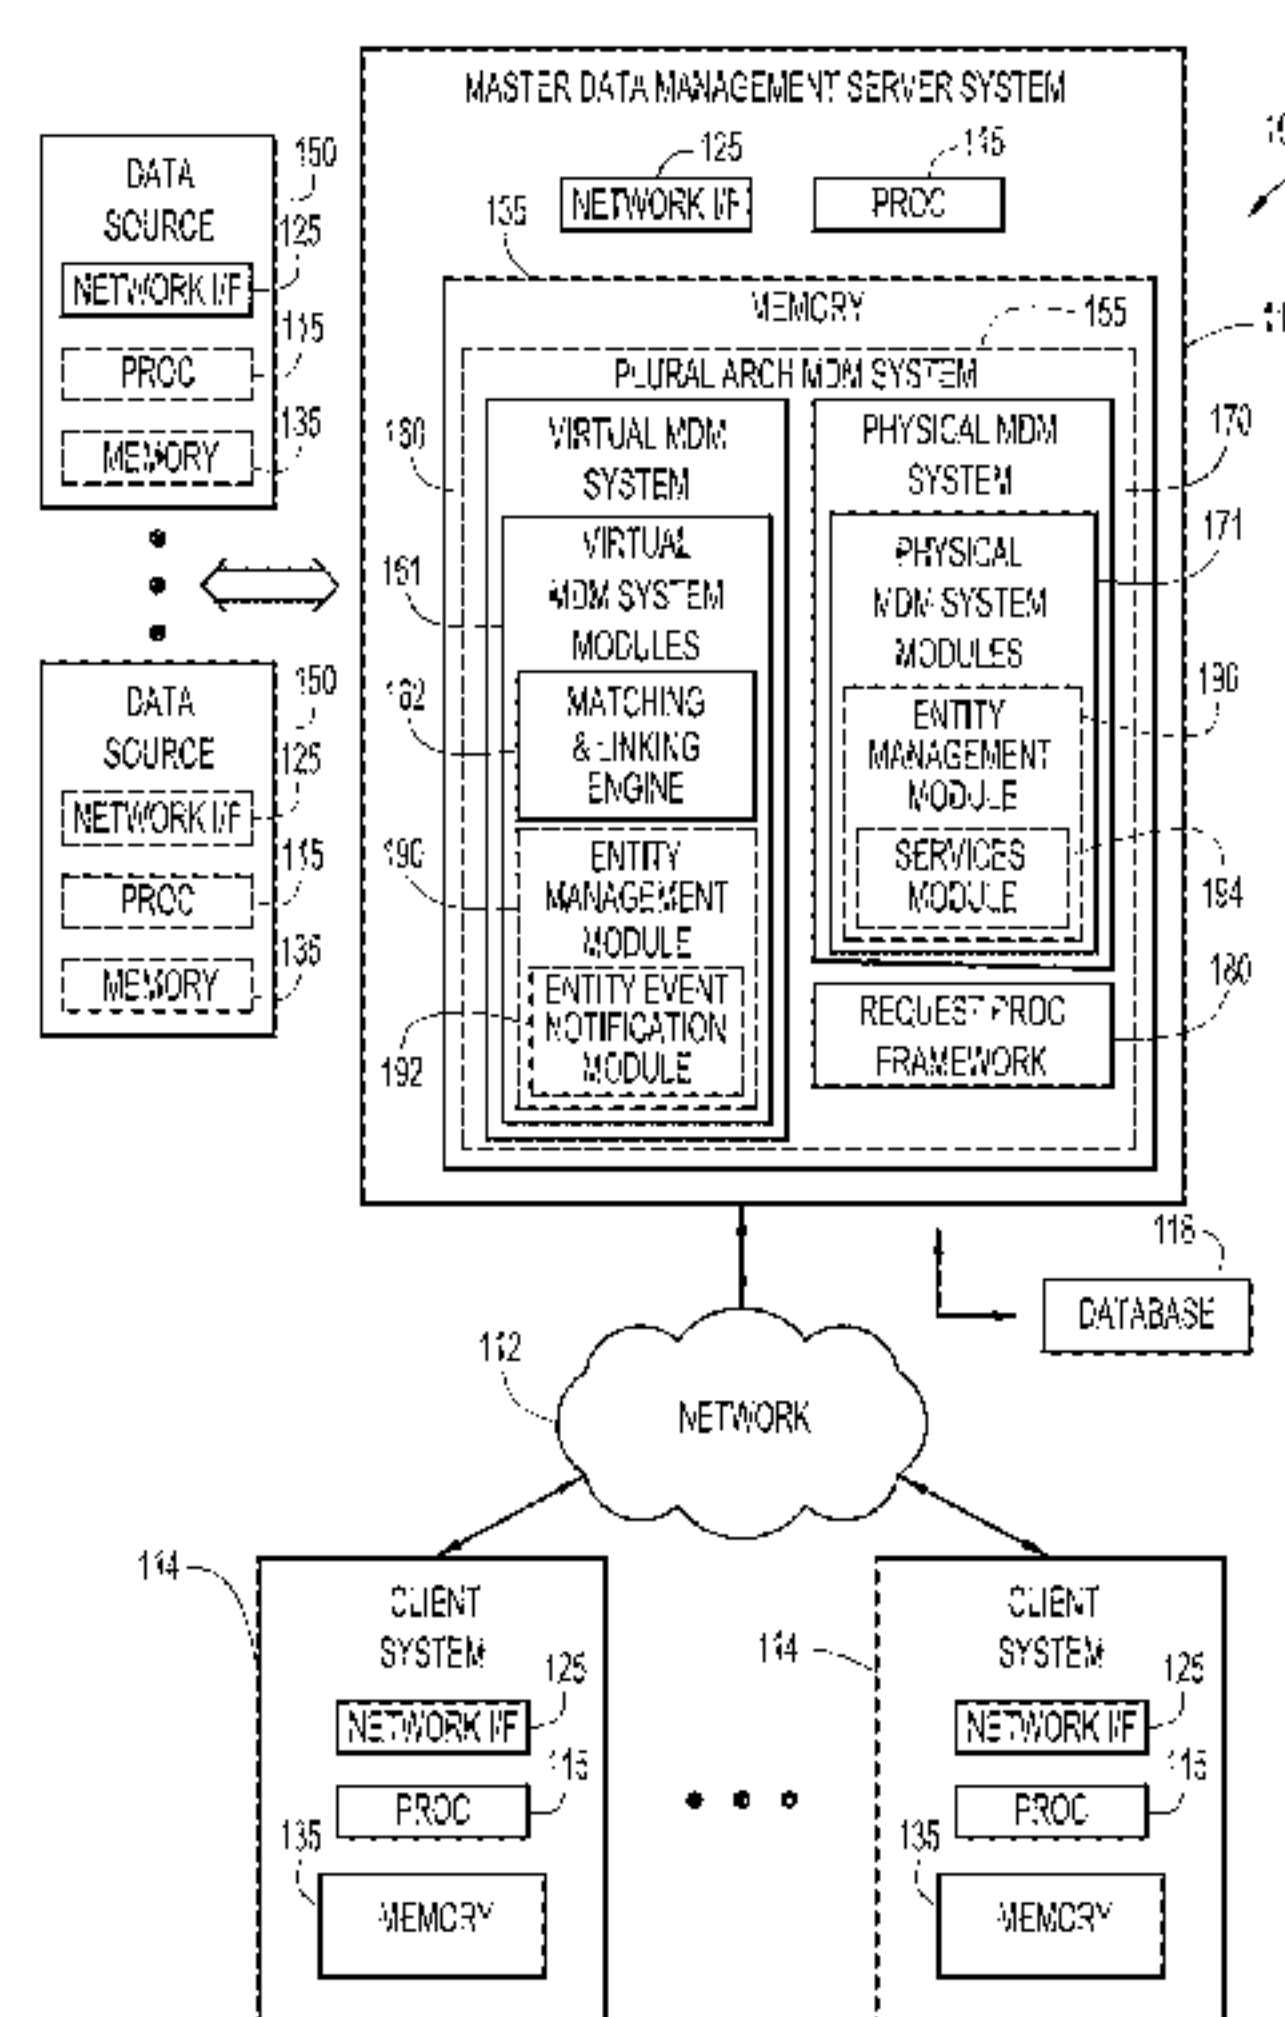 MASTER DATA MANAGEMENT SERVER SYSTEM
125
115
NETWORK I/F
PROC
135
MEMORY
155
PLURAL ARCH MDM SYSTEM
160
VIRTUAL MDM
SYSTEM
161
VIRTUAL
MDM SYSTEM
MODULES
162
MATCHING
& LINKING
ENGINE
190
ENTITY
MANAGEMENT
MODULE
ENTITY EVENT
NOTIFICATION
MODULE
192
170
PHYSICAL MDM
SYSTEM
171
PHYSICAL
MDM SYSTEM
MODULES
ENTITY
MANAGEMENT
MODULE
SERVICES
MODULE
194
180
REQUEST PROC
FRAMEWORK
150
DATA
SOURCE
125
NETWORK I/F
115
PROC
135
MEMORY
150
DATA
SOURCE
125
NETWORK I/F
115
PROC
135
MEMORY
DATABASE
112
NETWORK
114
CLIENT
SYSTEM
125
NETWORK I/F
115
PROC
135
MEMORY
114
CLIENT
SYSTEM
125
NETWORK I/F
115
PROC
135
MEMORY